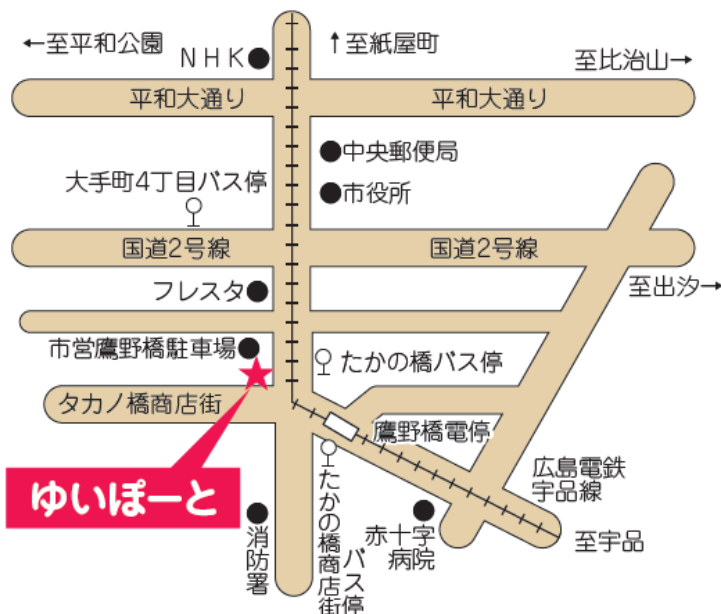 ←至平和公園
NHK
↑至紙屋町
至比治山→
平和大通り
平和大通り
中央郵便局
大手町4丁目バス停
市役所
国道2号線
国道2号線
フレスタ
至出汐→
市営鷹野橋駐車場
たかの橋バス停
タカノ橋商店街
鷹野橋電停
ゆいぽーと
広島電鉄
宇品線
消防署
たかの橋商店街
バス停
赤十字
病院
至宇品